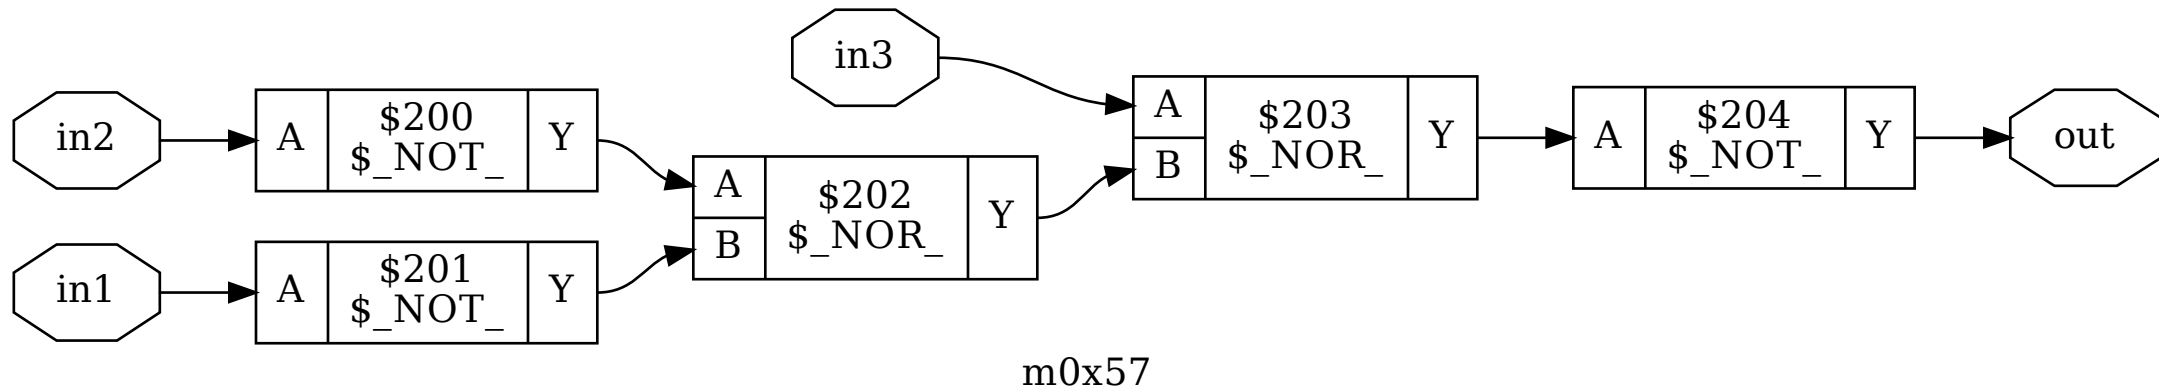 in3
in2
A
$200
$_NOT_
Y
in1
A
$201
$_NOT_
Y
A
B
$202
$_NOR_
Y
A
B
$203
$_NOR_
Y
A
$204
$_NOT_
Y
out
m0x57